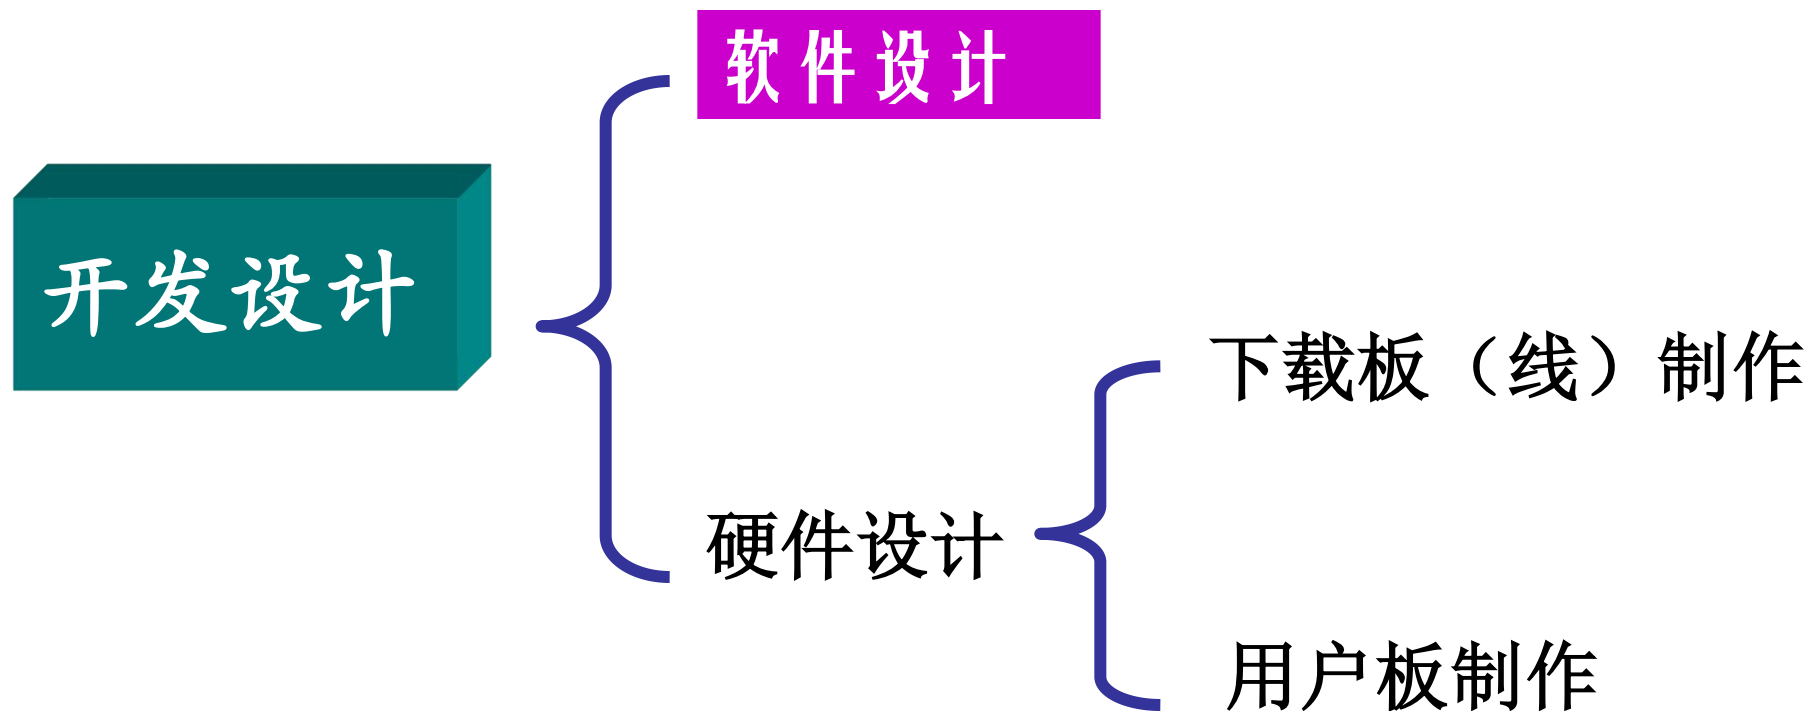 软件设计
开发设计
下载板（线）制作
硬件设计
用户板制作